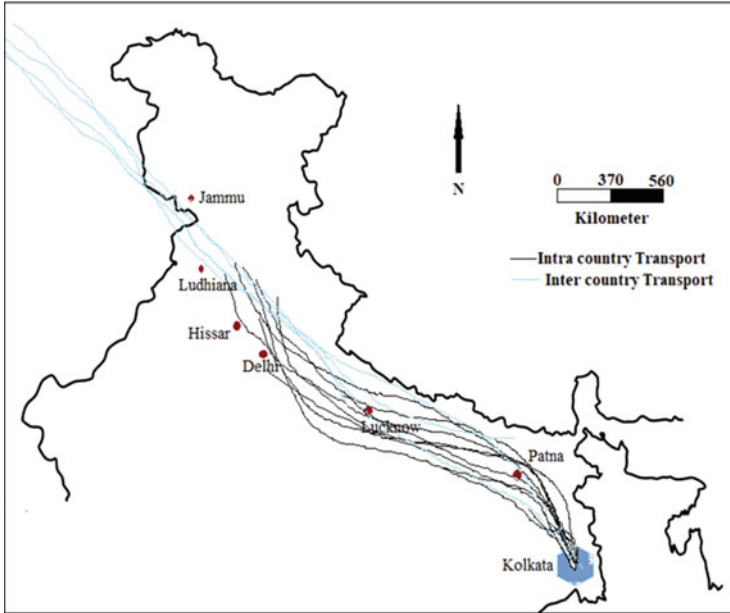 Jammu
N
0 370 560
Kilometer
Intra country Transport
Inter country Transport
Ludhiana
Hissar
Delhi
Lucknow
Patna
Kolkata